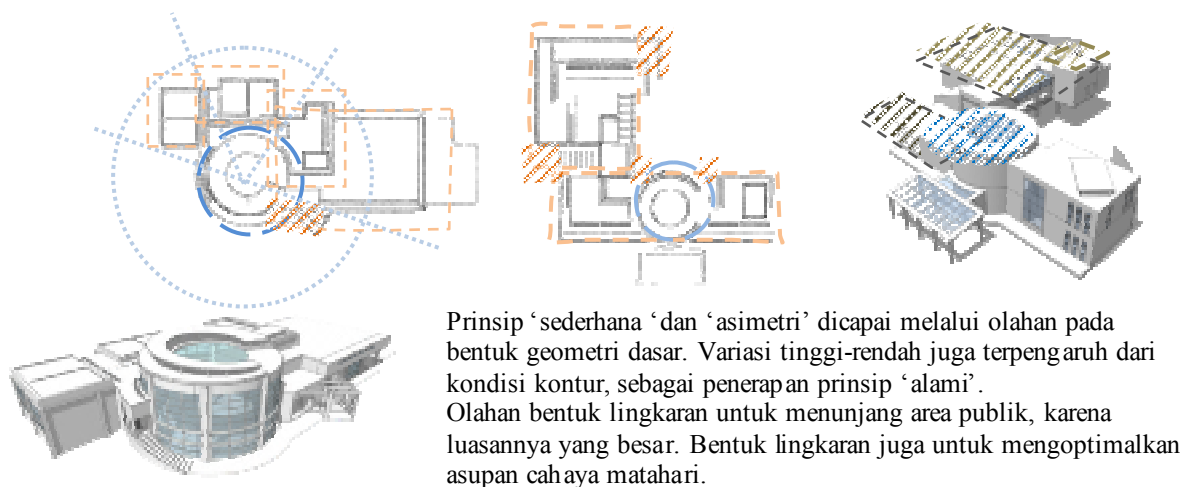 Prinsip ‘sederhana ‘dan ‘asimetri’ dicapai melalui olahan pada
bentuk geometri dasar. Variasi tinggi-rendah juga terpengaruh dari
kondisi kontur, sebagai penerapan prinsip ‘alami’.
Olahan bentuk lingkaran untuk menunjang area publik, karena
luasannya yang besar. Bentuk lingkaran juga untuk mengoptimalkan
asupan cahaya matahari.